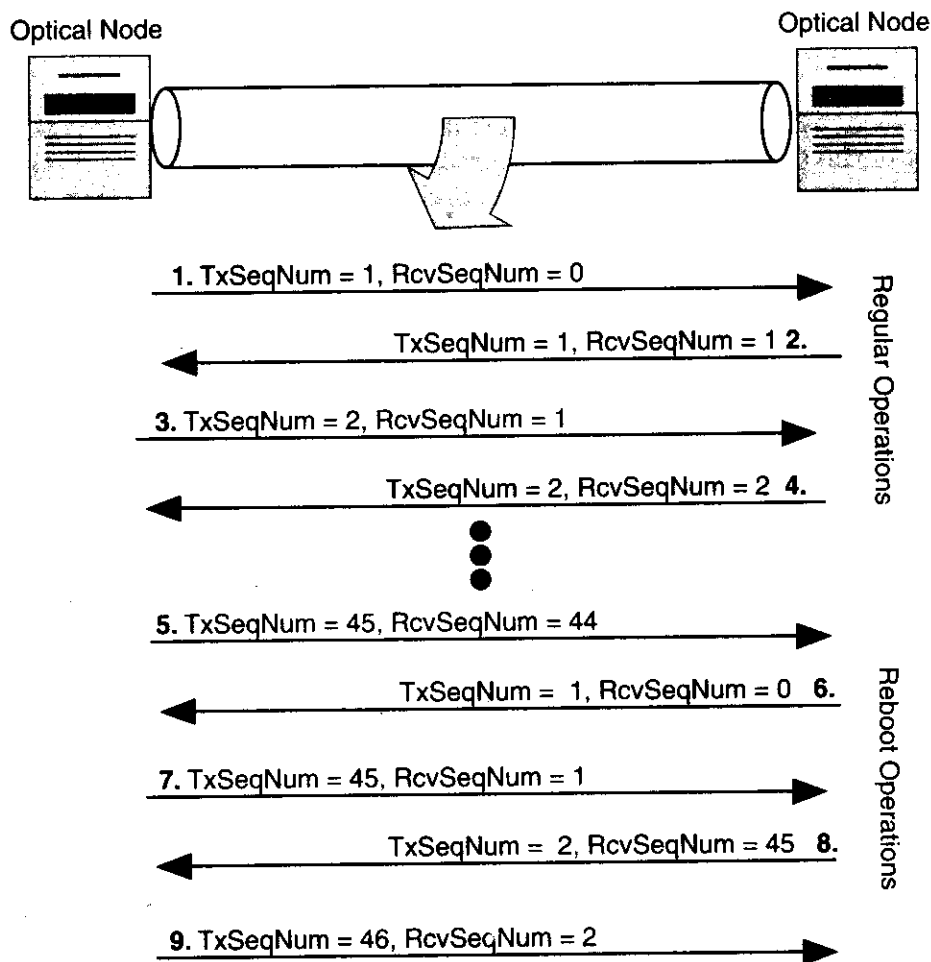 Optical Node
Optical Node
1. TxSeqNum = 1, RcvSeqNum = 0
TxSeqNum = 1, RcvSeqNum = 1 2.
3. TxSeqNum = 2, RcvSeqNum = 1
TxSeqNum = 2, RcvSeqNum = 2 4.
Regular Operations
5. TxSeqNum = 45, RcvSeqNum = 44
TxSeqNum = 1, RcvSeqNum = 0 6.
7. TxSeqNum = 45, RcvSeqNum = 1
TxSeqNum = 2, RcvSeqNum = 45 8.
9. TxSeqNum = 46, RcvSeqNum = 2
Reboot Operations